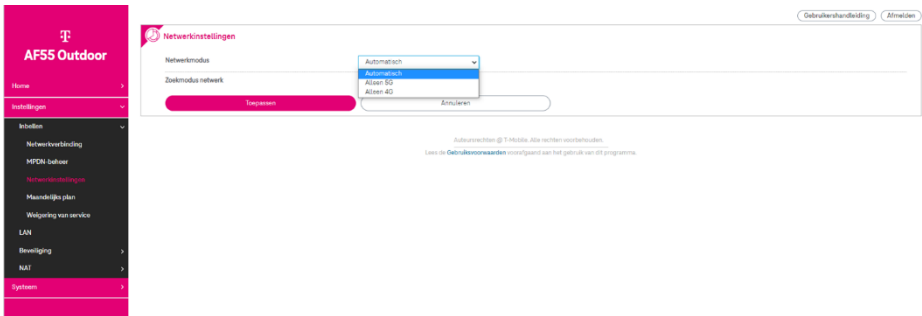 Gebruikershandleiding
Afmelden
T
AF55 Outdoor
Home
Instellingen
Inbellen
Netwerkverbinding
MPDN-beheer
Netwerkinstellingen
Maandelijks plan
Weigering van service
LAN
Beveiliging
NAT
Systeem
Netwerkinstellingen
Netwerkmodus
Automatisch
Automatisch
Alleen 5G
Alleen 4G
Zoekmodus netwerk
Toepassen
Annuleren
Auteursrechten @ T-Mobile. Alle rechten voorbehouden.
Lees de Gebruiksvoorwaarden voorafgaand aan het gebruik van dit programma.